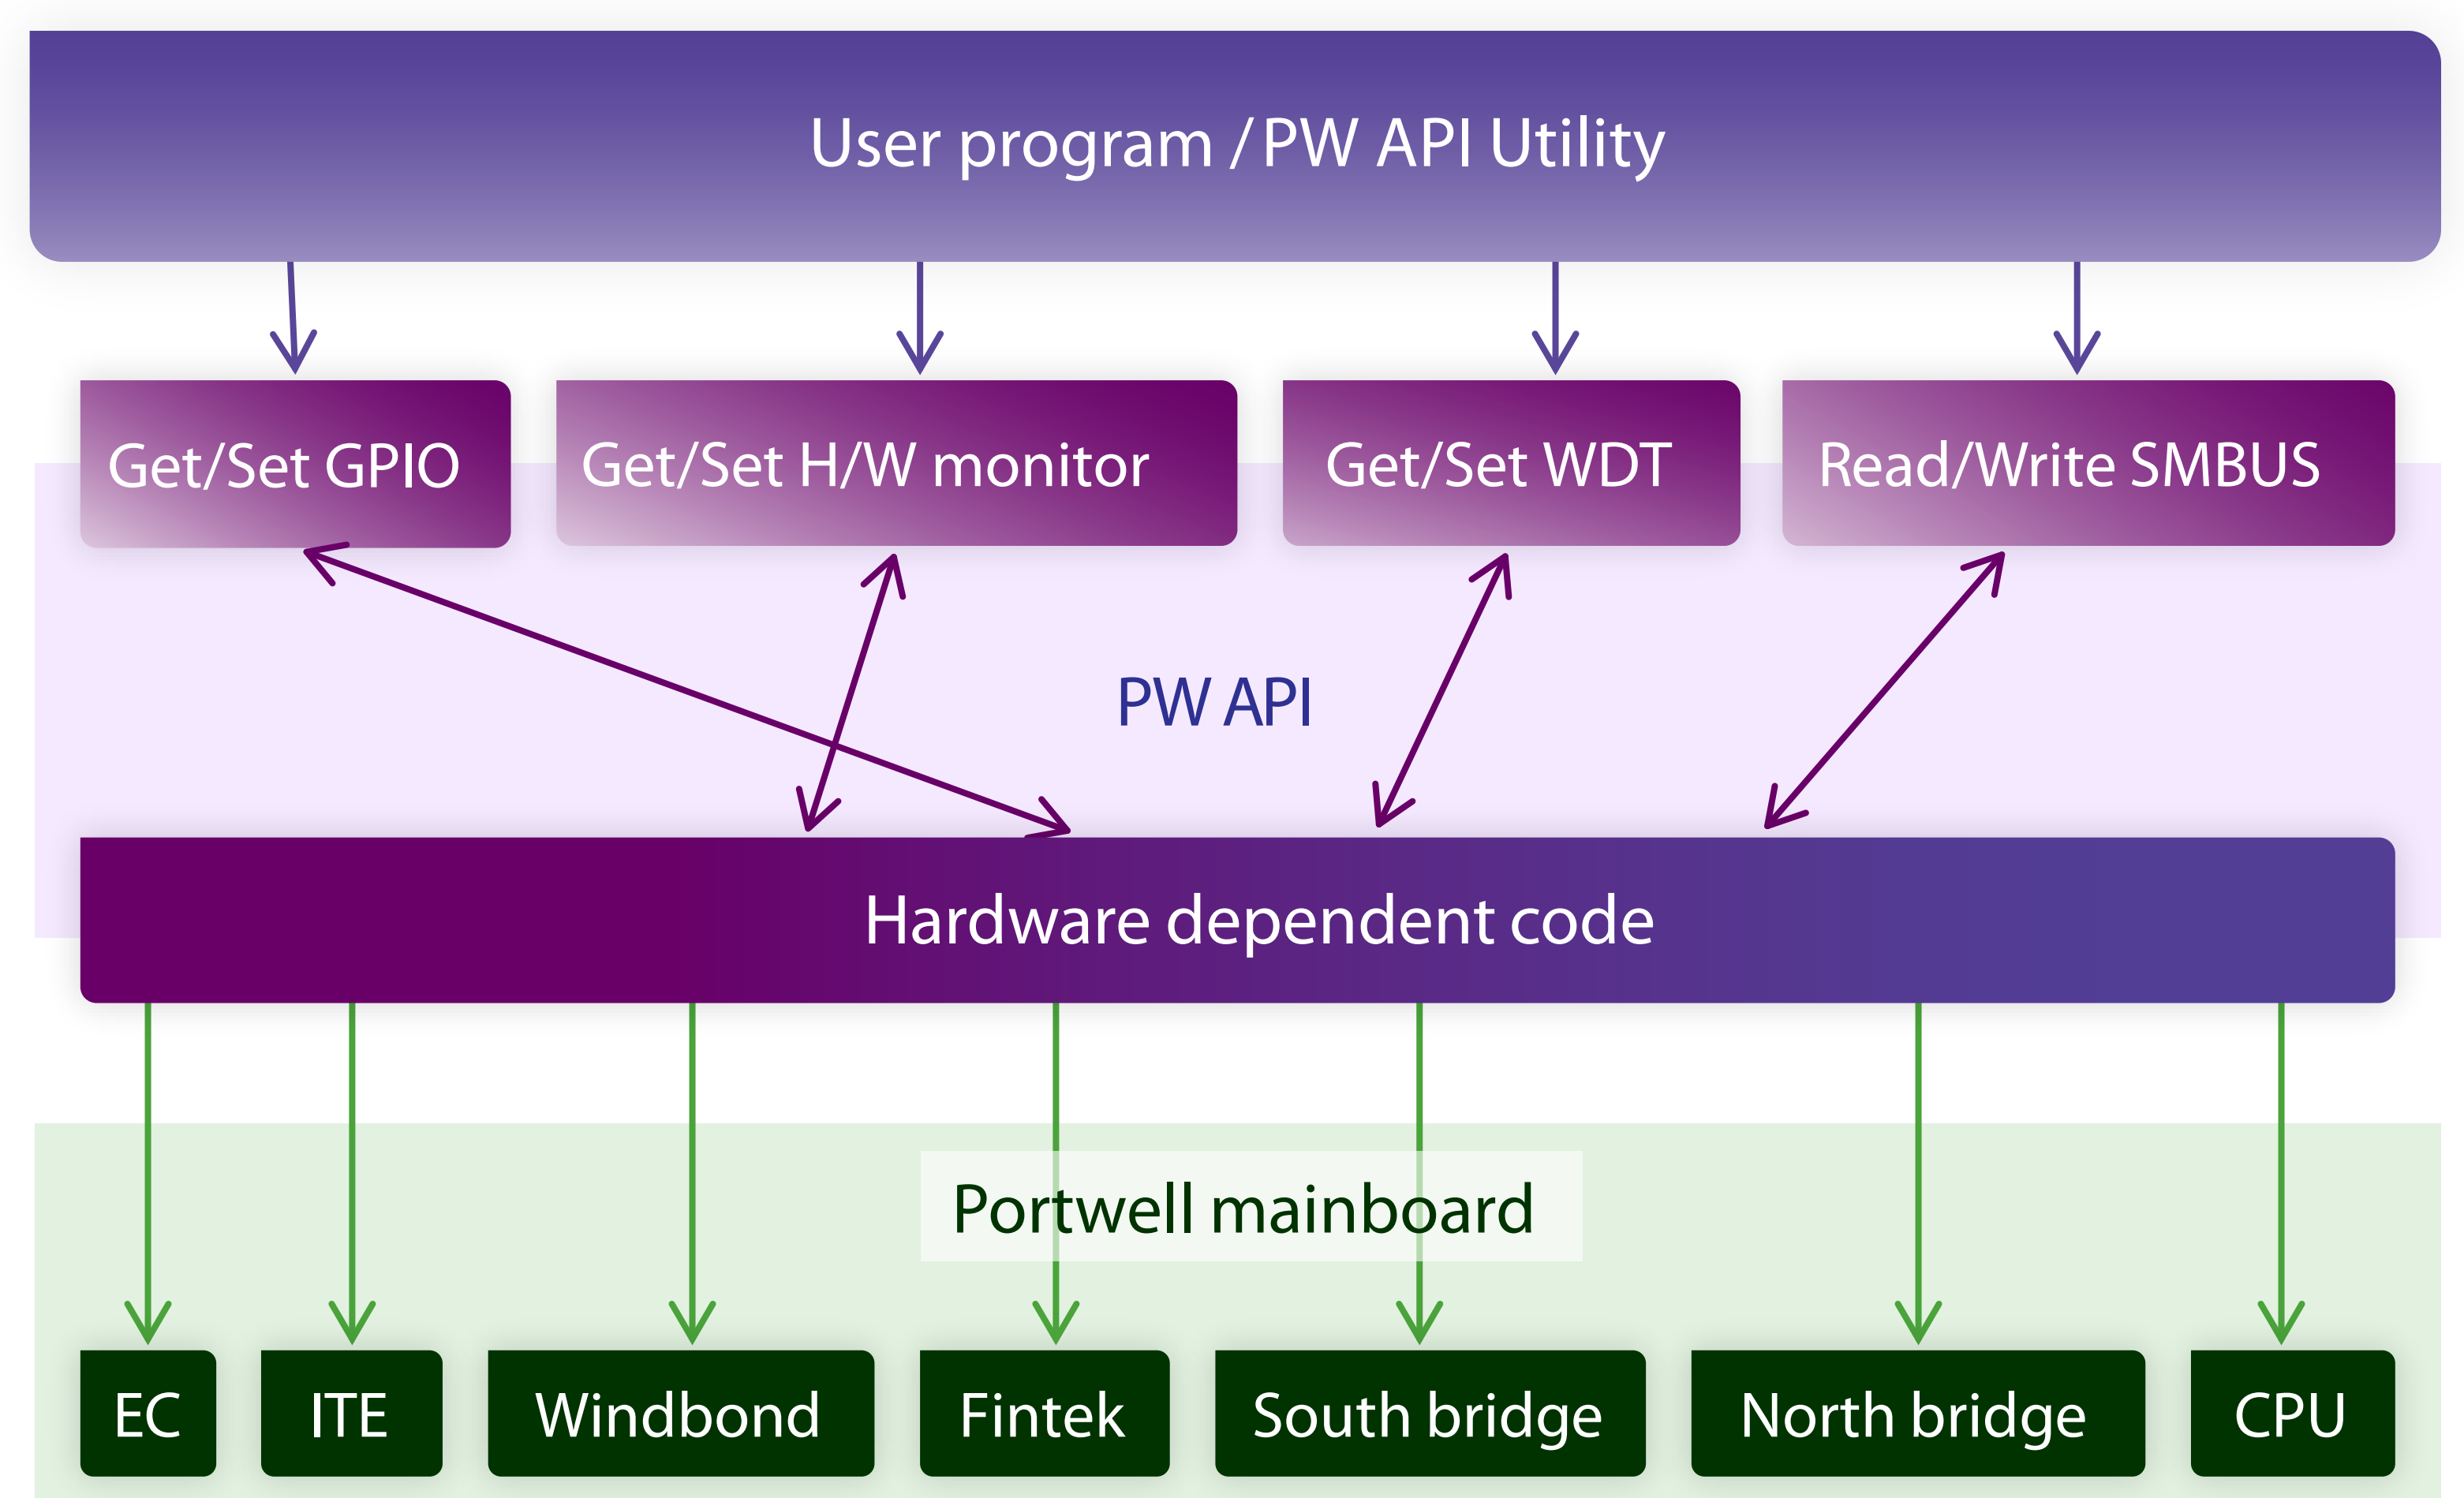 User program / PW API Utility
Get/Set GPIO
Get/Set H/W monitor
Get/Set WDT
Read/Write SMBUS
PW API
Hardware dependent code
Portwell mainboard
EC
ITE
Windbond
Fintek
South bridge
North bridge
CPU